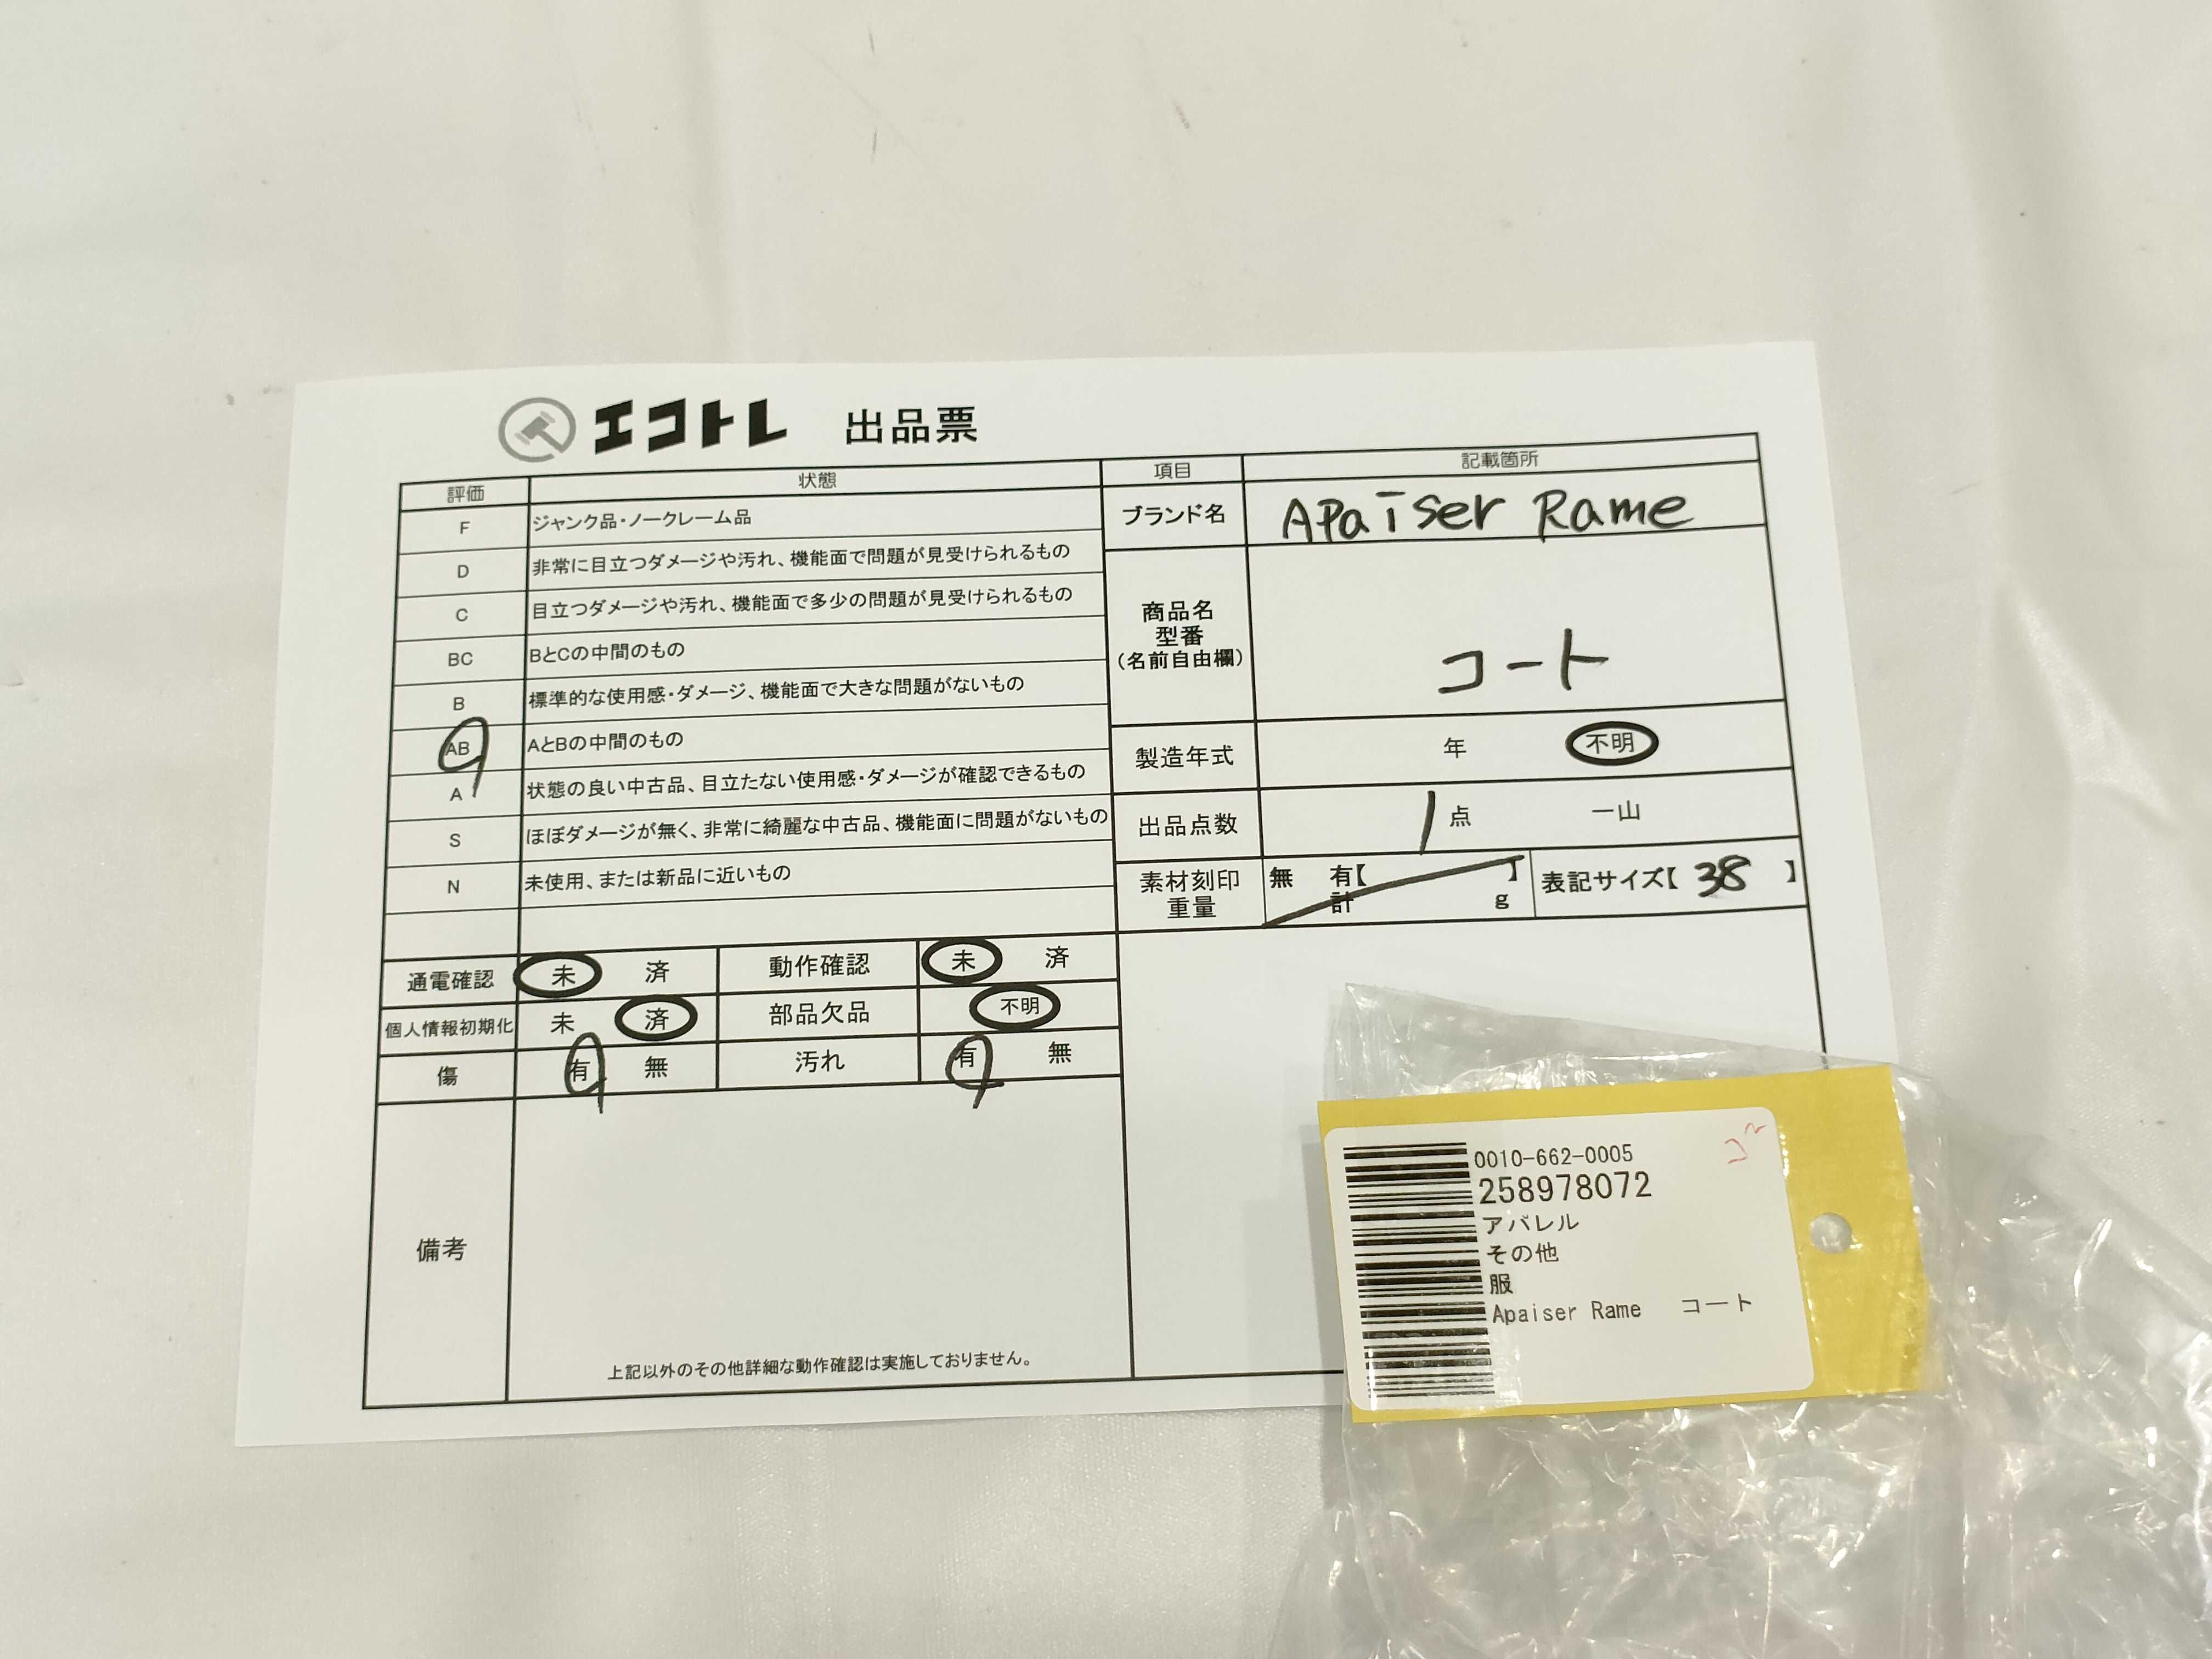 エコトレ 出品票
評価 状態 項目 記載箇所
F ジャンク品・ノークレーム品
D 非常に目立つダメージや汚れ、機能面で問題が見受けられるもの
C 目立つダメージや汚れ、機能面で多少の問題が見受けられるもの
BC BとCの中間のもの
B 標準的な使用感・ダメージ、機能面で大きな問題がないもの
AB AとBの中間のもの
A 状態の良い中古品、目立たない使用感・ダメージが確認できるもの
S ほぼダメージが無く、非常に綺麗な中古品、機能面に問題がないもの
N 未使用、または新品に近いもの
ブランド名 APaiser Rame
商品名
型番
(名前自由欄)
コート
製造年式 年 不明
出品点数 1 点 一山
素材刻印
重量
無 有【 】
計 g
表記サイズ【 38 】
通電確認 未 済 動作確認 未 済
個人情報初期化 未 済 部品欠品 不明
傷 有 無 汚れ 有 無
備考
上記以外のその他詳細な動作確認は実施しておりません。
0010-662-0005
258978072
アパレル
その他
服
Apaiser Rame コート